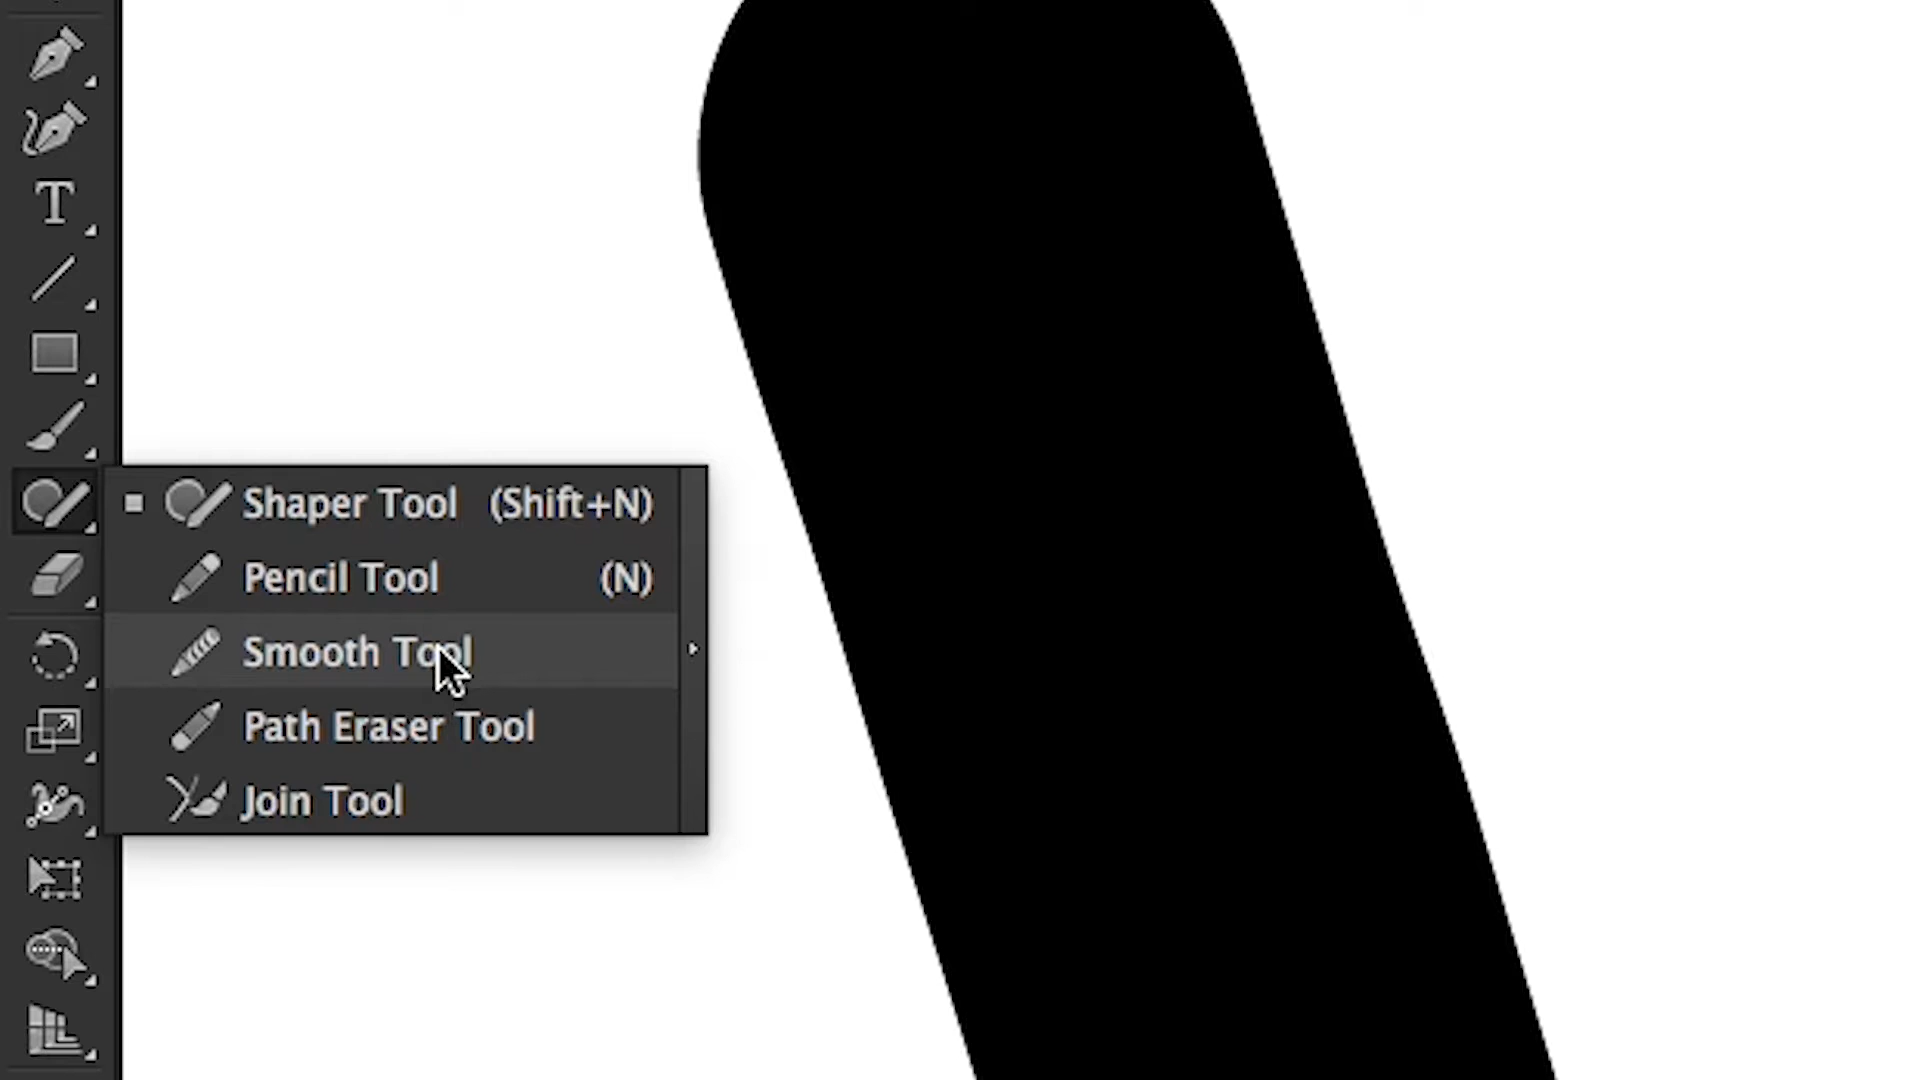 Shaper Tool (Shift+N)
Pencil Tool (N)
Smooth Tool
Path Eraser Tool
Join Tool